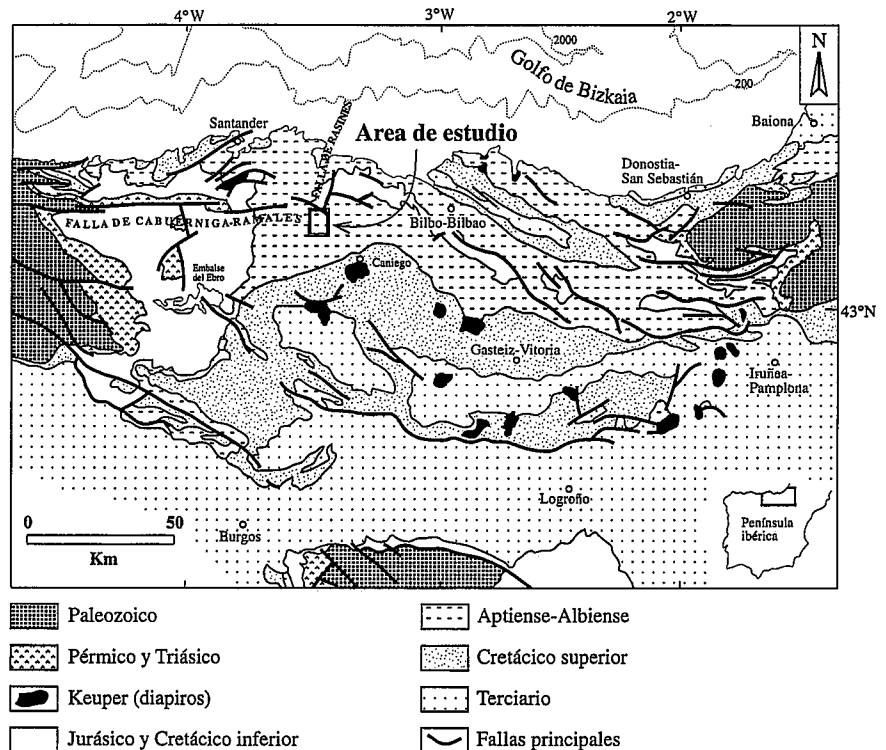 4°W
3°W
2°W
2000
200
Golfo de Bizkaia
N
Baiona
Santander
FALLA DE RASINES
Area de estudio
Donostia-
San Sebastián
FALLA DE CABUERNIGA-RAMALES
Bilbo-Bilbao
Embalse
del Ebro
Caniego
43°N
Gasteiz-Vitoria
Iruñea-
Pamplona
Logroño
0 50
Km
Burgos
Península
ibérica
Paleozoico
Aptiense-Albiense
Pérmico y Triásico
Cretácico superior
Keuper (diapiros)
Terciario
Jurásico y Cretácico inferior
Fallas principales